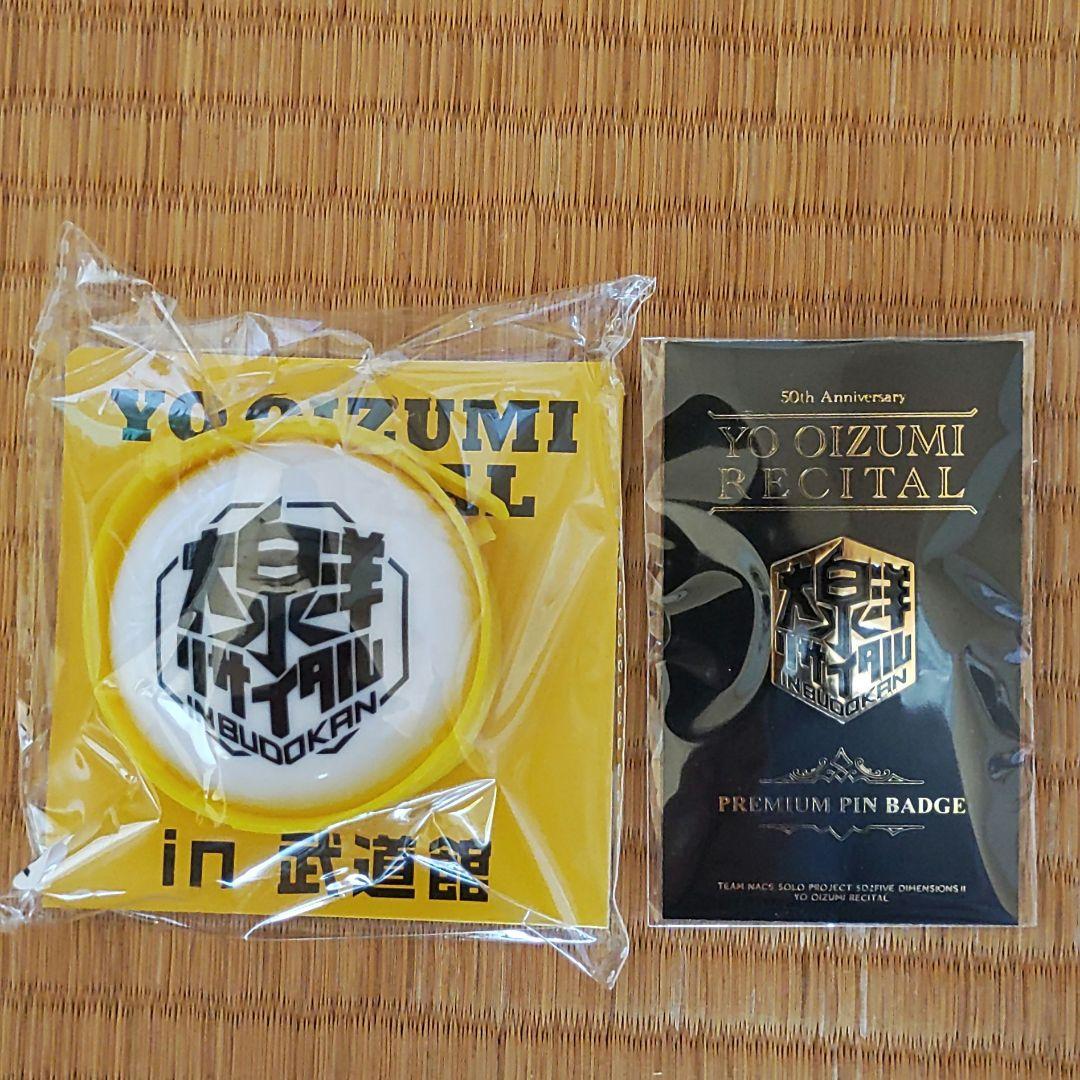 YO OIZUMI
大泉洋
リサイタル
IN BUDOKAN
in 武道館
50th Anniversary
YO OIZUMI
RECITAL
大泉洋
リサイタル
IN BUDOKAN
PREMIUM PIN BADGE
TEAM NACS SOLO PROJECT 5D2FIVE DIMENSIONS II
YO OIZUMI RECITAL